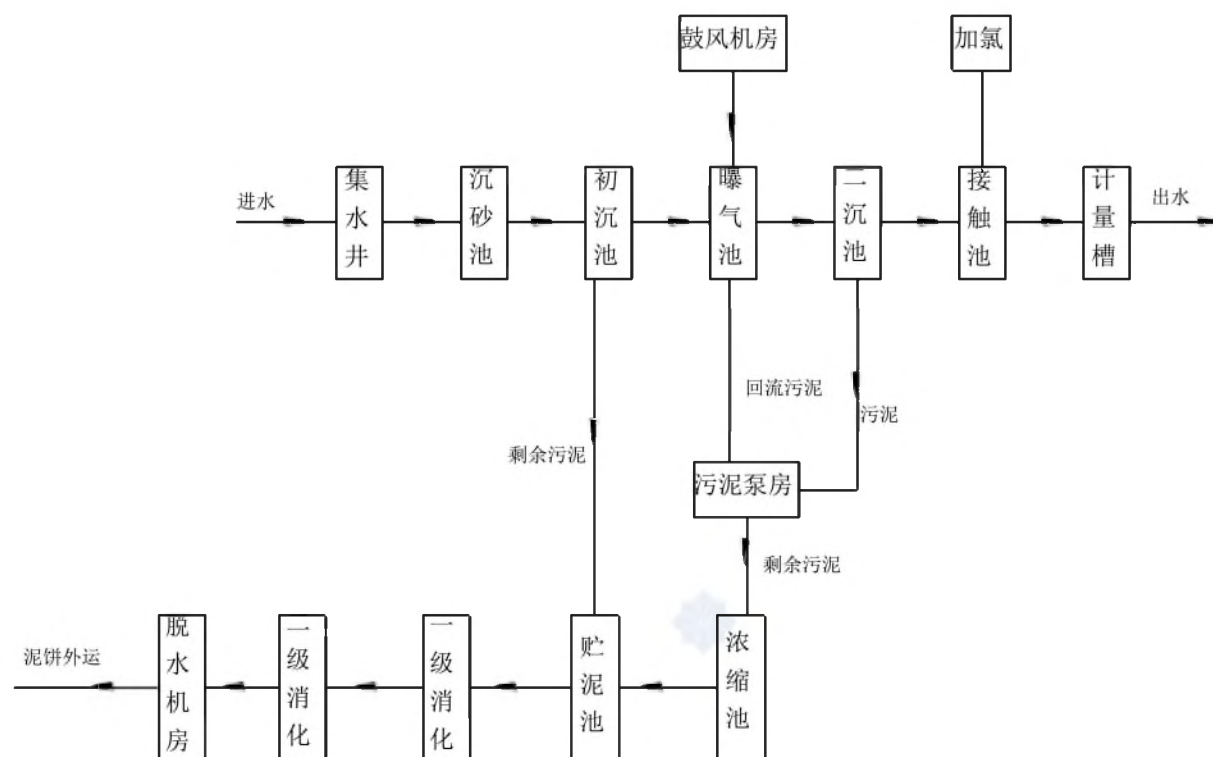 鼓风机房
加氯
进水
集水井
沉砂池
初沉池
曝气池
二沉池
接触池
计量槽
出水
回流污泥
污泥
剩余污泥
污泥泵房
剩余污泥
泥饼外运
脱水机房
一级消化
一级消化
贮泥池
浓缩池